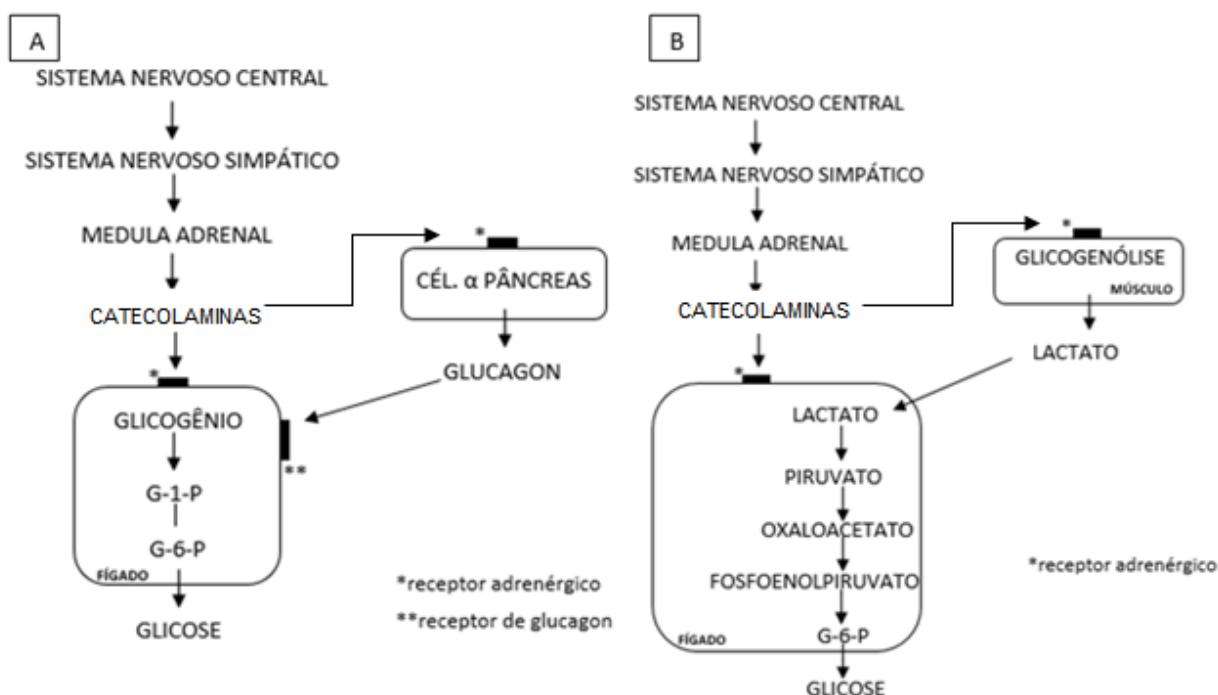 A
SISTEMA NERVOSO CENTRAL
SISTEMA NERVOSO SIMPÁTICO
MEDULA ADRENAL
CATECOLAMINAS
*
CÉL. α PÂNCREAS
GLUCAGON
*
GLICOGÊNIO
**
G-1-P
G-6-P
FÍGADO
GLICOSE
*receptor adrenérgico
**receptor de glucagon
B
SISTEMA NERVOSO CENTRAL
SISTEMA NERVOSO SIMPÁTICO
MEDULA ADRENAL
CATECOLAMINAS
*
GLICOGENÓLISE
MÚSCULO
LACTATO
*
LACTATO
PIRUVATO
OXALOACETATO
FOSFOENOLPIRUVATO
G-6-P
FÍGADO
GLICOSE
*receptor adrenérgico